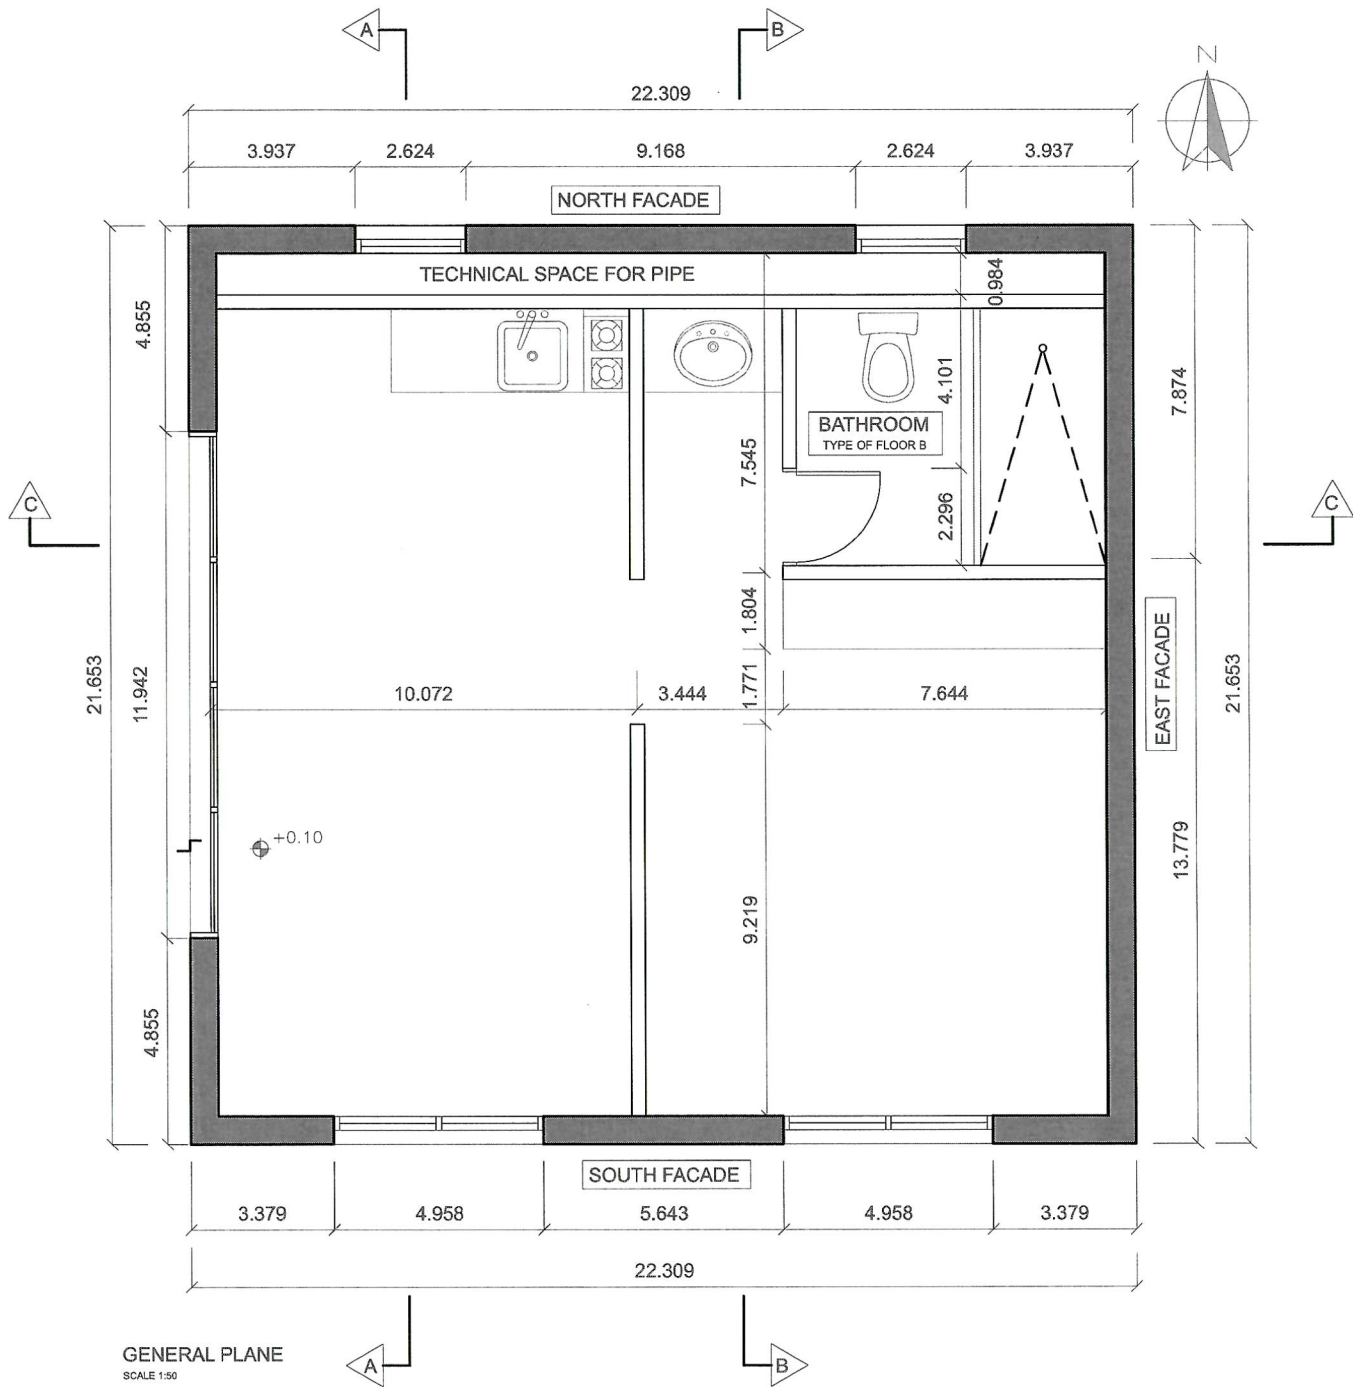 A
B
N
22.309
3.937
2.624
9.168
2.624
3.937
NORTH FACADE
TECHNICAL SPACE FOR PIPE
0.984
4.855
4.101
7.874
BATHROOM
TYPE OF FLOOR B
7.545
C
C
2.296
1.804
EAST FACADE
21.653
11.942
10.072
3.444
1.771
7.644
21.653
+0.10
13.779
9.219
4.855
SOUTH FACADE
3.379
4.958
5.643
4.958
3.379
22.309
GENERAL PLANE
SCALE 1:50
A
B